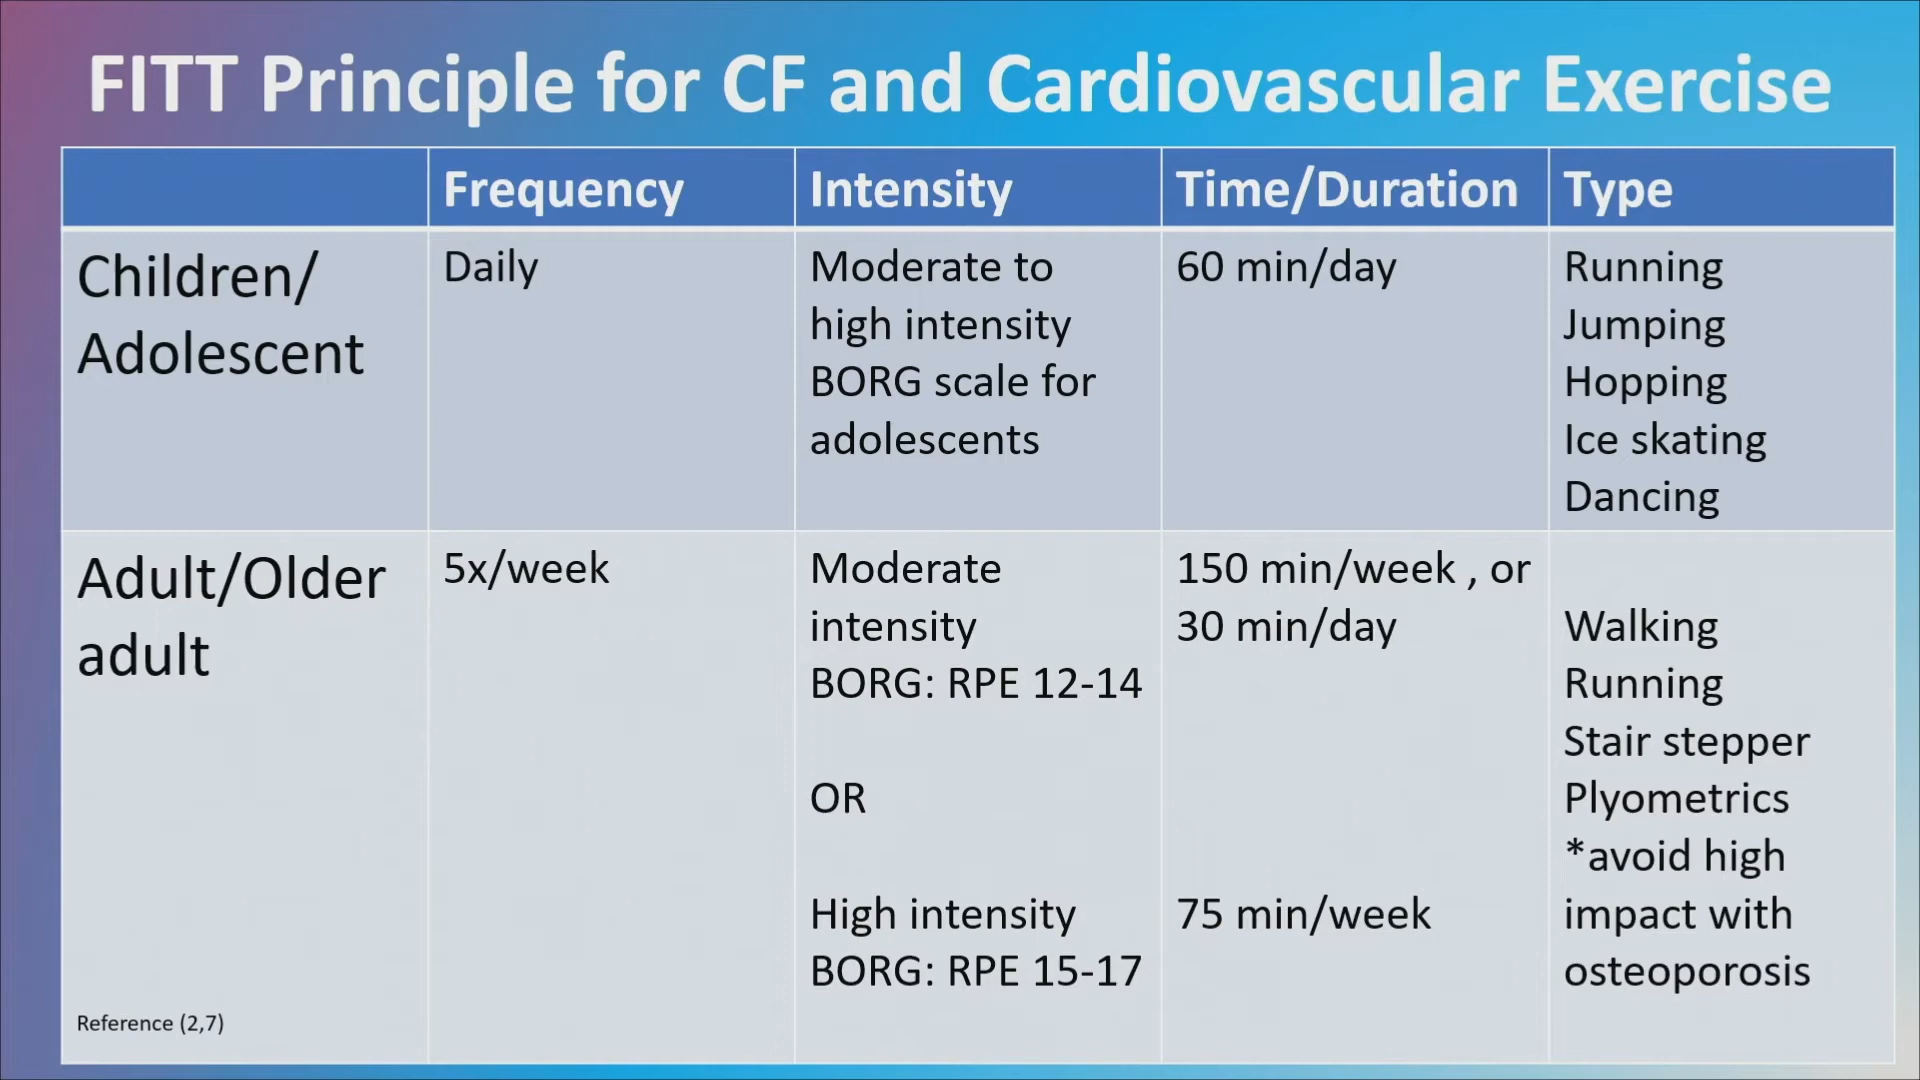 FITT Principle for CF and Cardiovascular Exercise
Frequency
Intensity
Time/Duration
Type
Children/
Adolescent
Daily
Moderate to
high intensity
BORG scale for
adolescents
60 min/day
Running
Jumping
Hopping
Ice skating
Dancing
Adult/Older
adult
5x/week
Moderate
intensity
BORG: RPE 12-14
OR
High intensity
BORG: RPE 15-17
150 min/week , or
30 min/day
75 min/week
Walking
Running
Stair stepper
Plyometrics
*avoid high
impact with
osteoporosis
Reference (2,7)